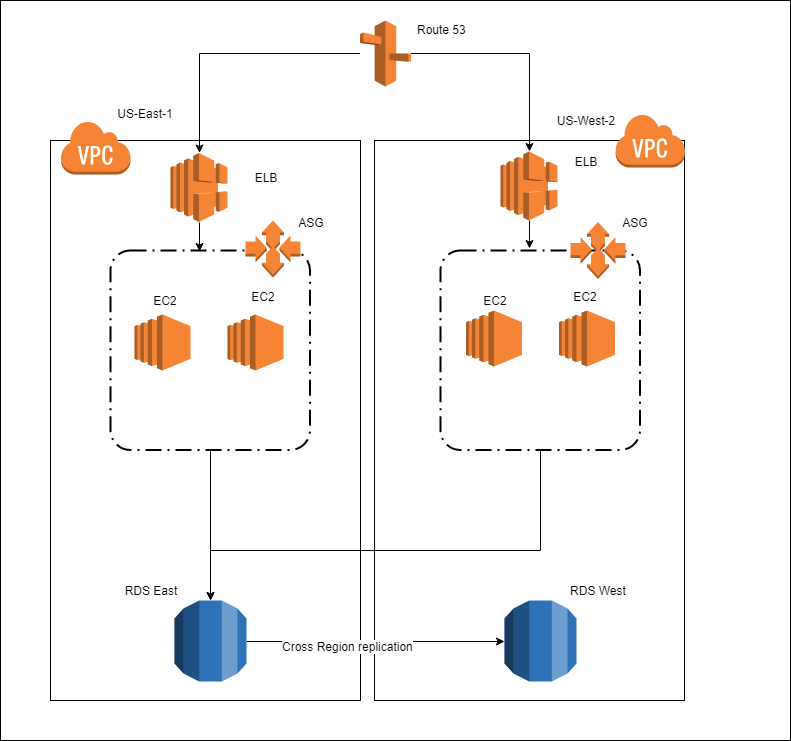 Route 53
US-East-1
US-West-2
VPC
VPC
ELB
ELB
ASG
ASG
EC2
EC2
EC2
EC2
RDS East
RDS West
Cross Region replication